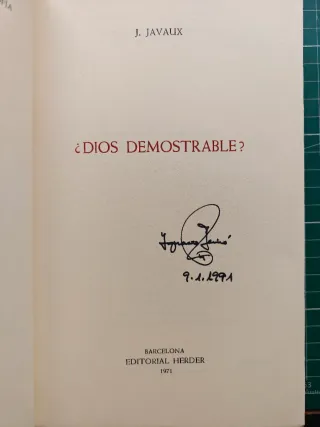 J. JAVAUX
¿DIOS DEMOSTRABLE?
9.1.1991
BARCELONA
EDITORIAL HERDER
1971